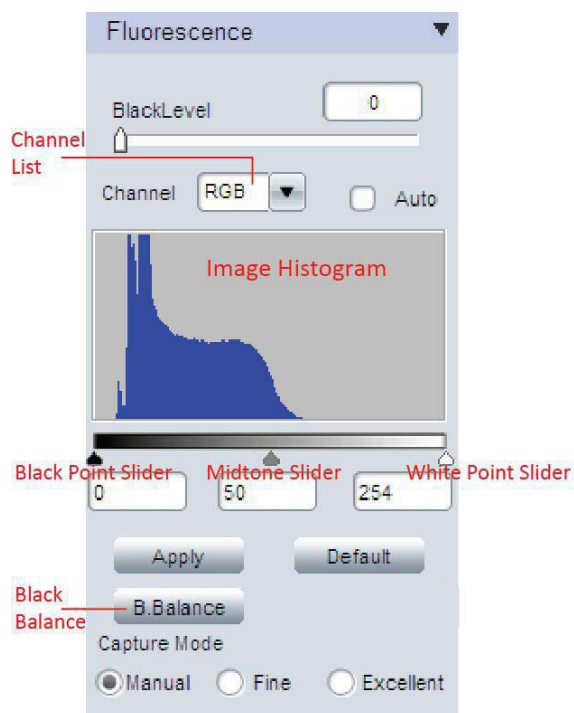 Fluorescence
BlackLevel
0
Channel
List
Channel
RGB
Auto
Image Histogram
Black Point Slider
Midtone Slider
White Point Slider
0
50
254
Apply
Default
Black
Balance
B.Balance
Capture Mode
Manual
Fine
Excellent